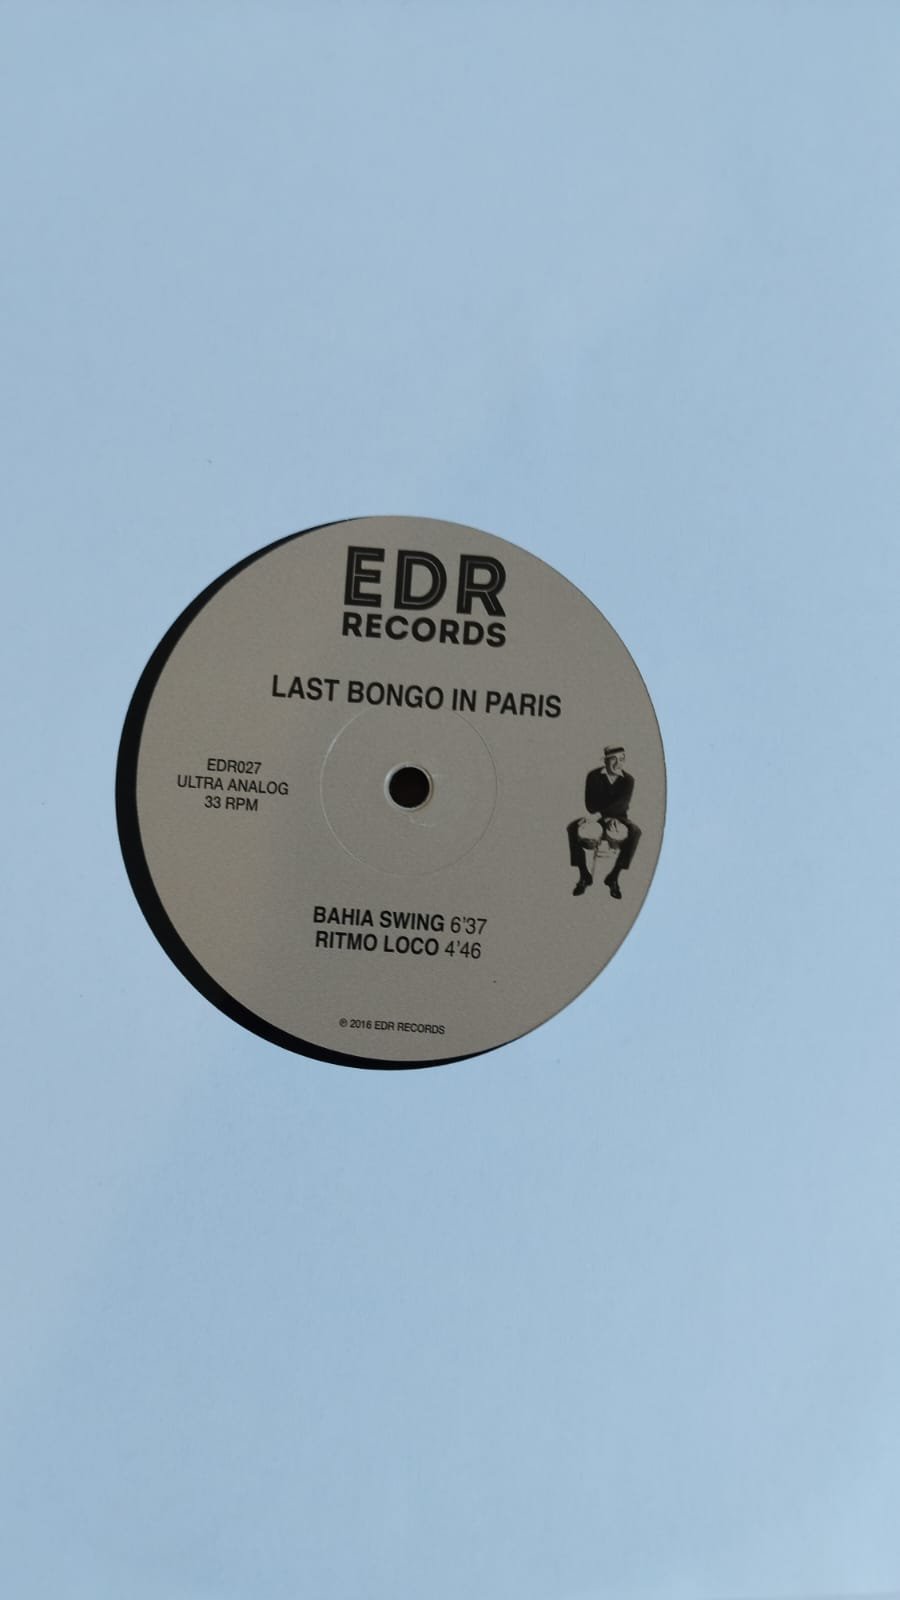 EDR
RECORDS
LAST BONGO IN PARIS
EDR027
ULTRA ANALOG
33 RPM
BAHIA SWING 6'37
RITMO LOCO 4'46
℗ 2016 EDR RECORDS